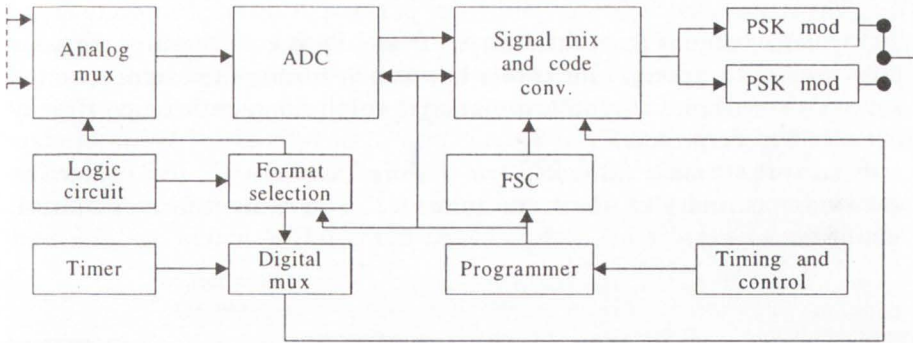 Analog
mux
ADC
Signal mix
and code
conv.
PSK mod
PSK mod
Logic
circuit
Format
selection
FSC
Timer
Digital
mux
Programmer
Timing and
control